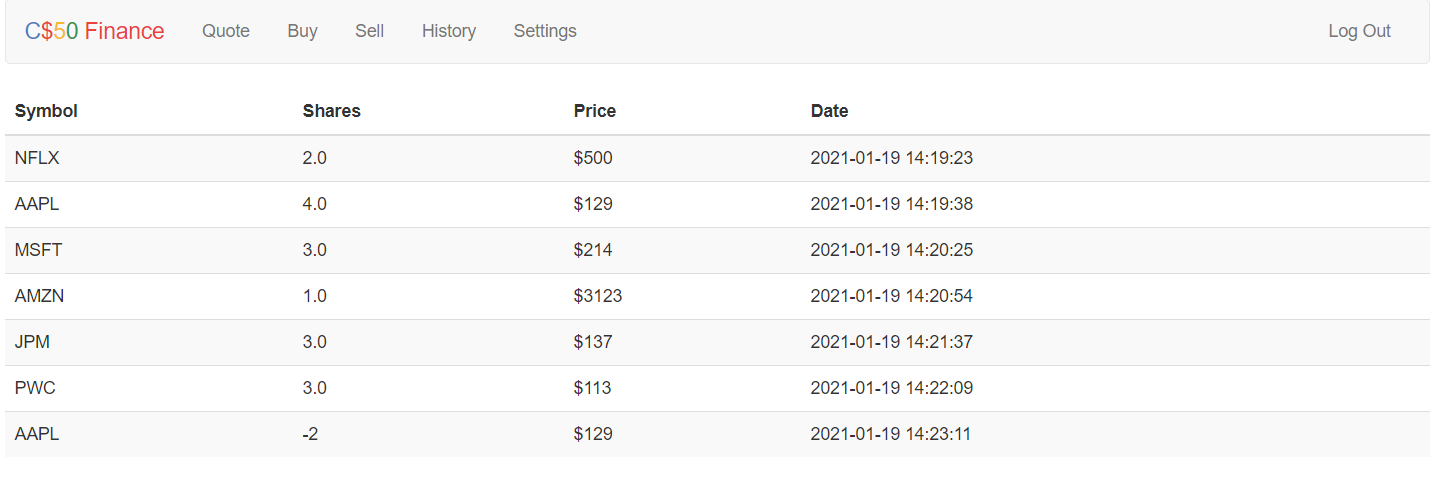 C$50 Finance Quote Buy Sell History Settings Log Out
Symbol Shares Price Date
NFLX 2.0 $500 2021-01-19 14:19:23
AAPL 4.0 $129 2021-01-19 14:19:38
MSFT 3.0 $214 2021-01-19 14:20:25
AMZN 1.0 $3123 2021-01-19 14:20:54
JPM 3.0 $137 2021-01-19 14:21:37
PWC 3.0 $113 2021-01-19 14:22:09
AAPL -2 $129 2021-01-19 14:23:11